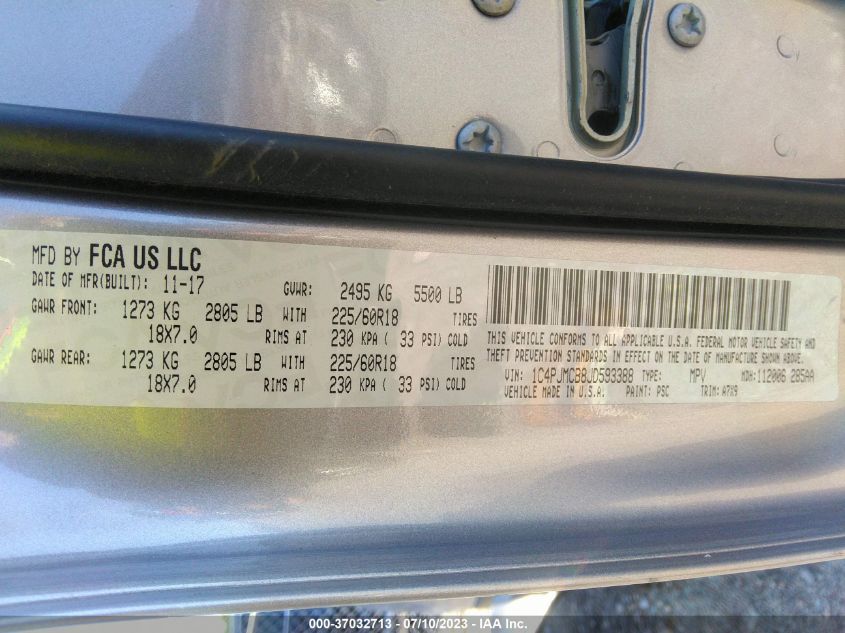 MFD BY FCA US LLC
DATE OF MFR(BUILT): 11-17 GVWR: 2495 KG 5500 LB
GAWR FRONT: 1273 KG 2805 LB WITH 225/60R18 TIRES
18X7.0 RIMS AT 230 KPA ( 33 PSI) COLD
GAWR REAR: 1273 KG 2805 LB WITH 225/60R18 TIRES
18X7.0 RIMS AT 230 KPA ( 33 PSI) COLD
THIS VEHICLE CONFORMS TO ALL APPLICABLE U.S.A. FEDERAL MOTOR VEHICLE SAFETY AND
THEFT PREVENTION STANDARDS IN EFFECT ON THE DATE OF MANUFACTURE SHOWN ABOVE.
VIN: 1C4PJMCB8JD593388 TYPE: MPV MDH: 112006 285AA
VEHICLE MADE IN U.S.A. PAINT: PSC TRIM: A7X9
000-37032713 - 07/10/2023 - IAA Inc.